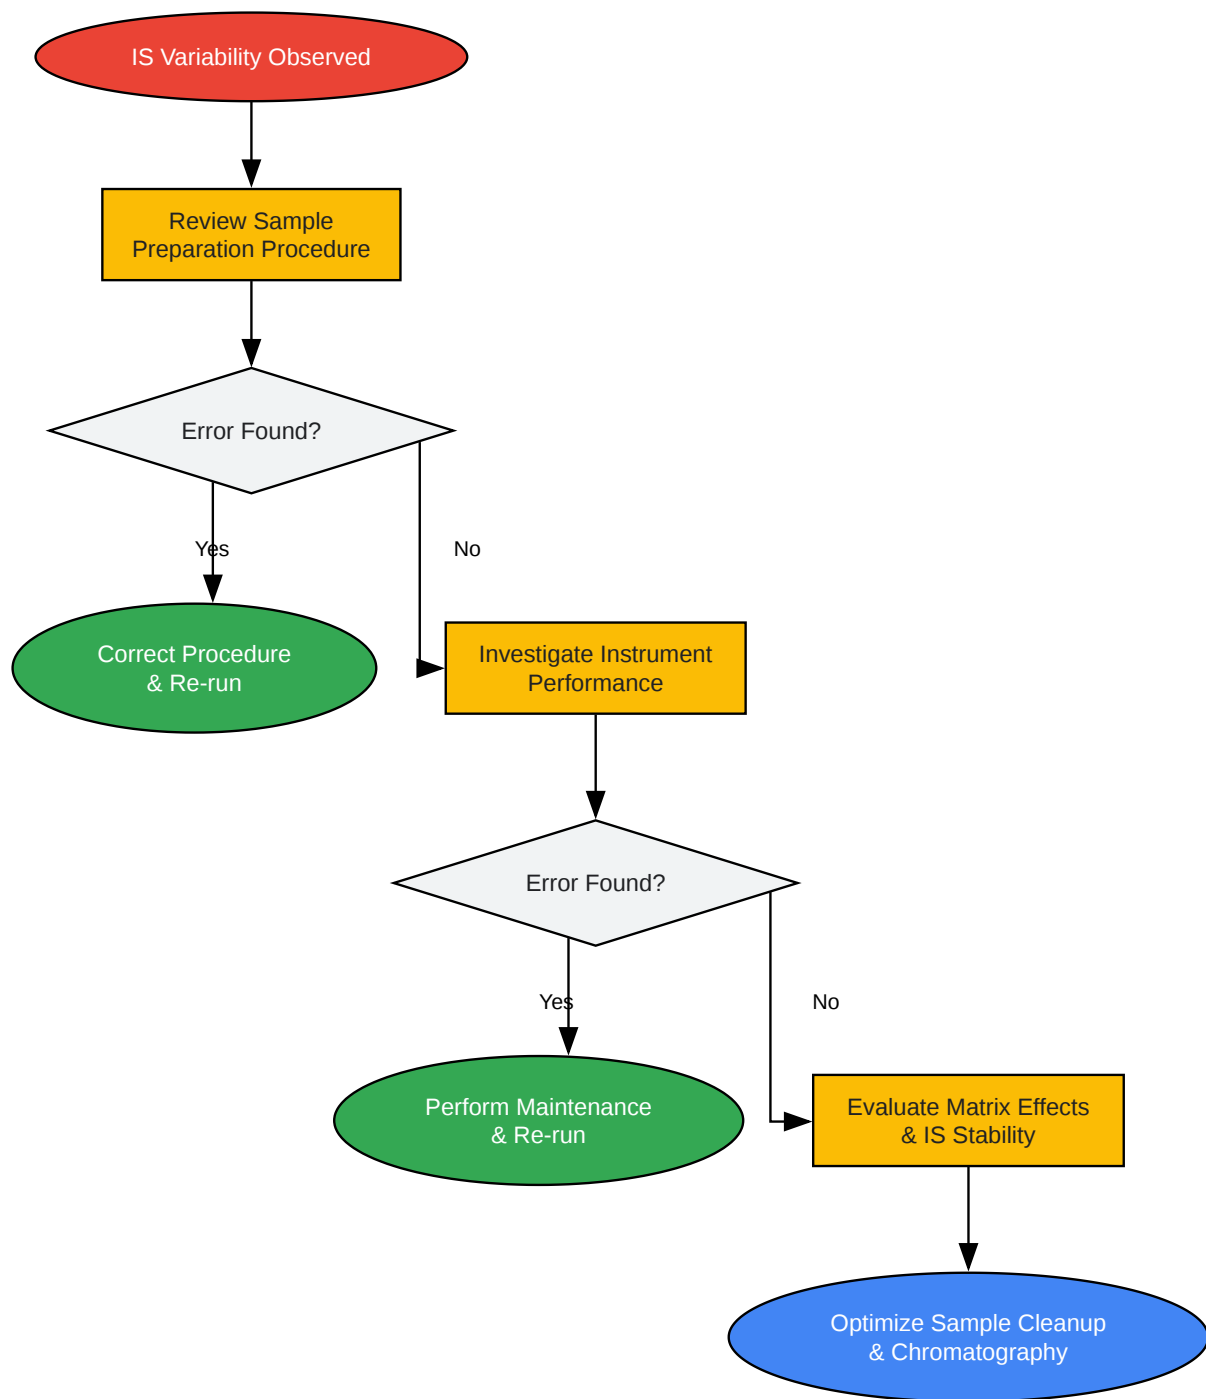 IS Variability Observed
Review Sample
Preparation Procedure
Error Found?
Yes
No
Correct Procedure
& Re-run
Investigate Instrument
Performance
Error Found?
Yes
No
Perform Maintenance
& Re-run
Evaluate Matrix Effects
& IS Stability
Optimize Sample Cleanup
& Chromatography